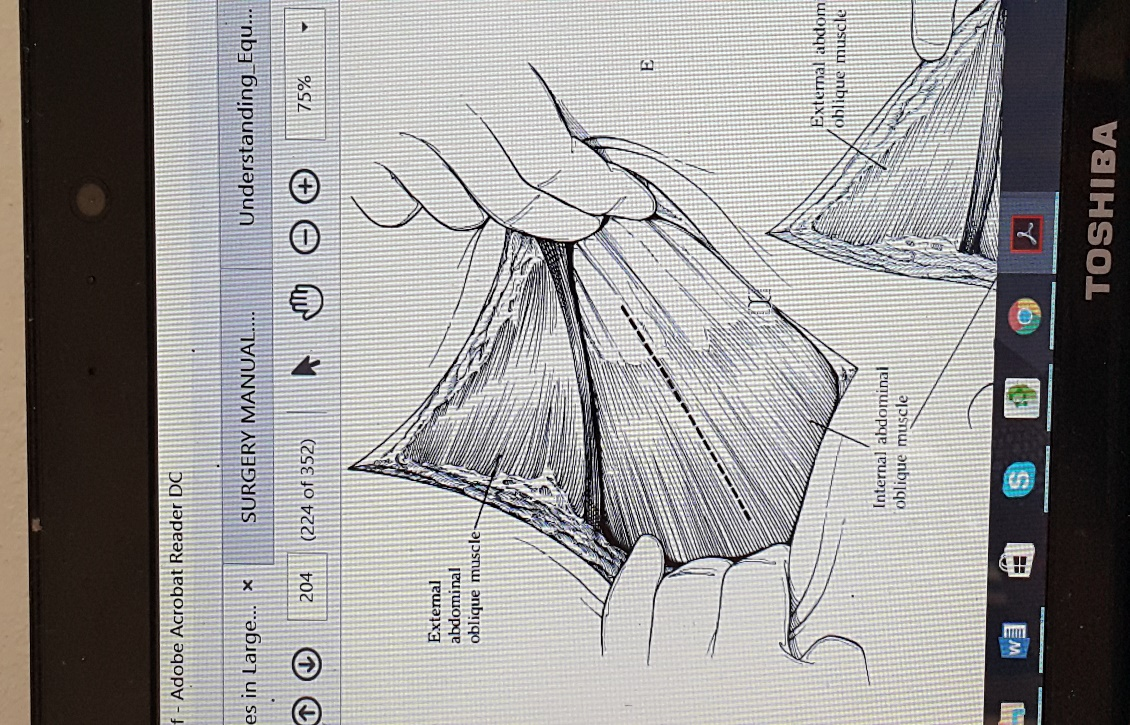 f - Adobe Acrobat Reader DC
es in Large... ×
SURGERY MANUAL....
Understanding_Equ...
204
(224 of 352)
75%
External
abdominal
oblique muscle
E
Internal abdominal
oblique muscle
External abdom
oblique muscle
S
W
TOSHIBA